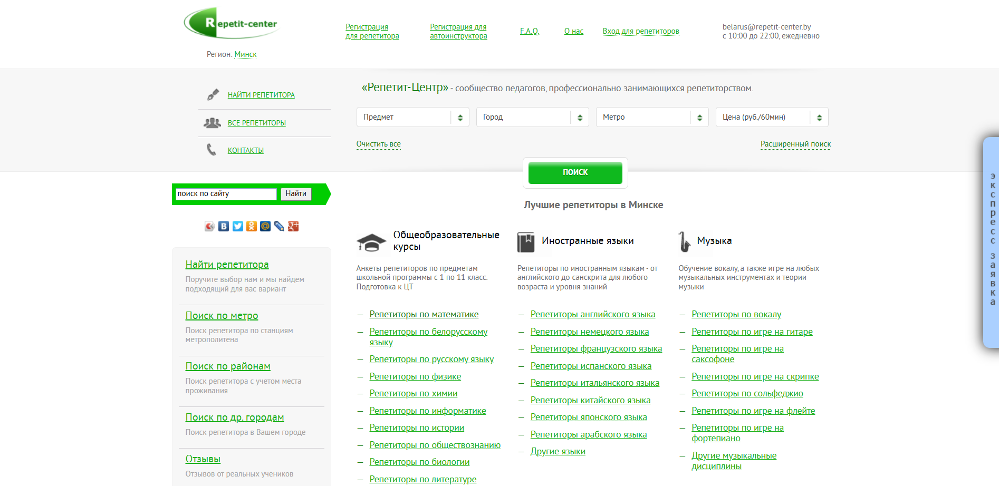 Repetit-center
Регистрация
для репетитора
Регистрация для
автоинструктора
F.A.Q.
О нас
Вход для репетиторов
belarus@repetit-center.by
с 10:00 до 22:00, ежедневно
Регион: Минск
НАЙТИ РЕПЕТИТОРА
ВСЕ РЕПЕТИТОРЫ
КОНТАКТЫ
«Репетит-Центр» - сообщество педагогов, профессионально занимающихся репетиторством.
Предмет
Город
Метро
Цена (руб./60мин)
Очистить все
Расширенный поиск
ПОИСК
экспресс заявка
поиск по сайту
Найти
Найти репетитора
Поручите выбор нам и мы найдем
подходящий для вас вариант
Поиск по метро
Поиск репетитора по станциям
метрополитена
Поиск по районам
Поиск репетитора с учетом места
проживания
Поиск по др. городам
Поиск репетитора в Вашем городе
Отзывы
Отзывов от реальных учеников
Лучшие репетиторы в Минске
Общеобразовательные
курсы
Анкеты репетиторов по предметам
школьной программы с 1 по 11 класс.
Подготовка к ЦТ
— Репетиторы по математике
— Репетиторы по белорусскому
языку
— Репетиторы по русскому языку
— Репетиторы по физике
— Репетиторы по химии
— Репетиторы по информатике
— Репетиторы по истории
— Репетиторы по обществознанию
— Репетиторы по биологии
— Репетиторы по литературе
Иностранные языки
Репетиторы по иностранным языкам - от
английского до санскрита для любого
возраста и уровня знаний
— Репетиторы английского языка
— Репетиторы немецкого языка
— Репетиторы французского языка
— Репетиторы испанского языка
— Репетиторы итальянского языка
— Репетиторы китайского языка
— Репетиторы японского языка
— Репетиторы арабского языка
— Другие языки
Музыка
Обучение вокалу, а также игре на любых
музыкальных инструментах и теории
музыки
— Репетиторы по вокалу
— Репетиторы по игре на гитаре
— Репетиторы по игре на
саксофоне
— Репетиторы по игре на скрипке
— Репетиторы по сольфеджио
— Репетиторы по игре на флейте
— Репетиторы по игре на
фортепиано
— Другие музыкальные
дисциплины